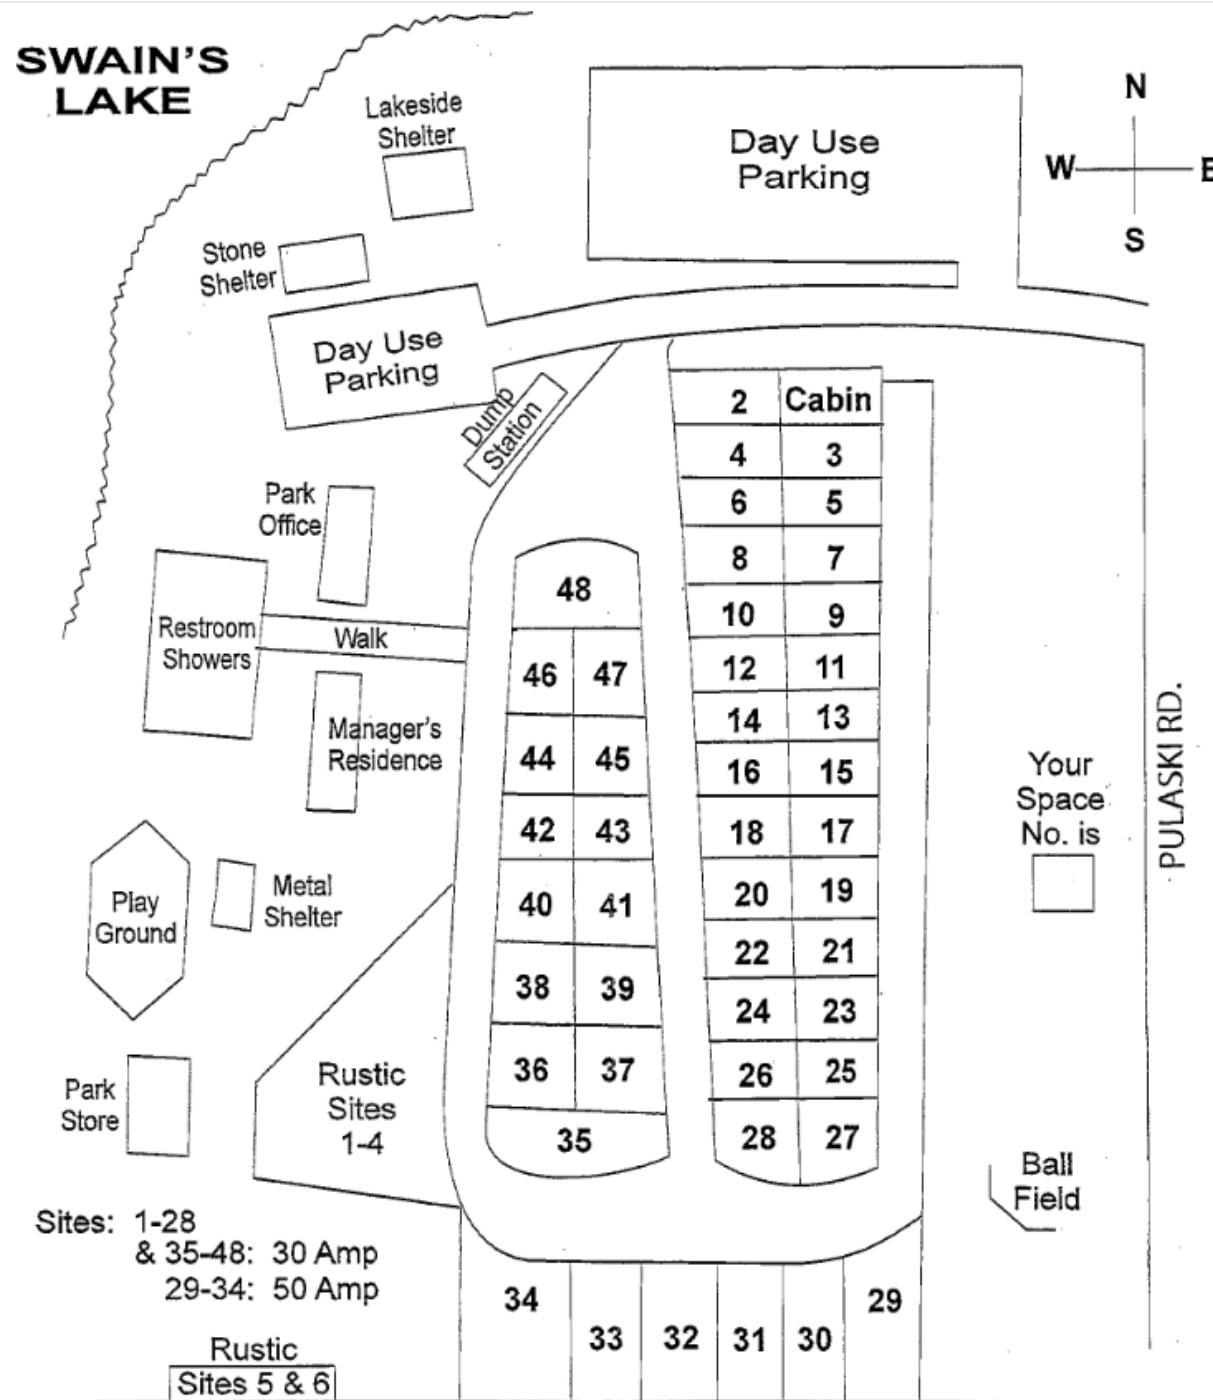 SWAIN'S
LAKE
Lakeside
Shelter
Day Use
Parking
N
W
E
S
Stone
Shelter
Day Use
Parking
Dump
Station
2 Cabin
4 3
6 5
8 7
10 9
12 11
14 13
16 15
18 17
20 19
22 21
24 23
26 25
28 27
Park
Office
Restroom
Showers
Walk
Manager's
Residence
48
46 47
44 45
42 43
40 41
38 39
36 37
35
Your
Space
No. is
PULASKI RD.
Play
Ground
Metal
Shelter
Park
Store
Rustic
Sites
1-4
Ball
Field
Sites: 1-28
& 35-48: 30 Amp
29-34: 50 Amp
34 33 32 31 30 29
Rustic
Sites 5 & 6